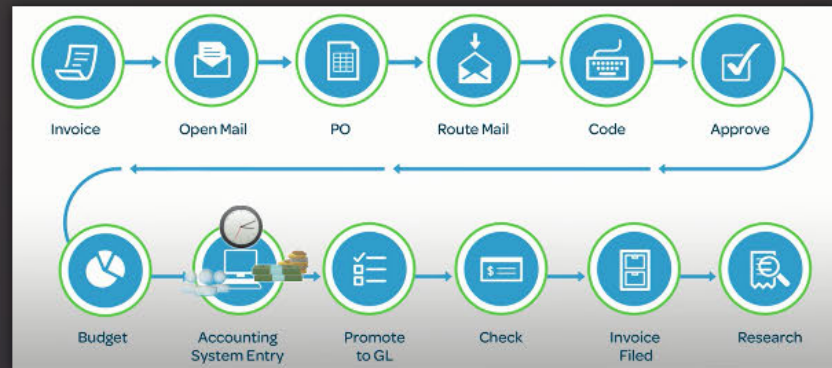 Invoice
Open Mail
PO
Route Mail
Code
Approve
Budget
Accounting
System Entry
Promote
to GL
$
Check
Invoice
Filed
€
Research